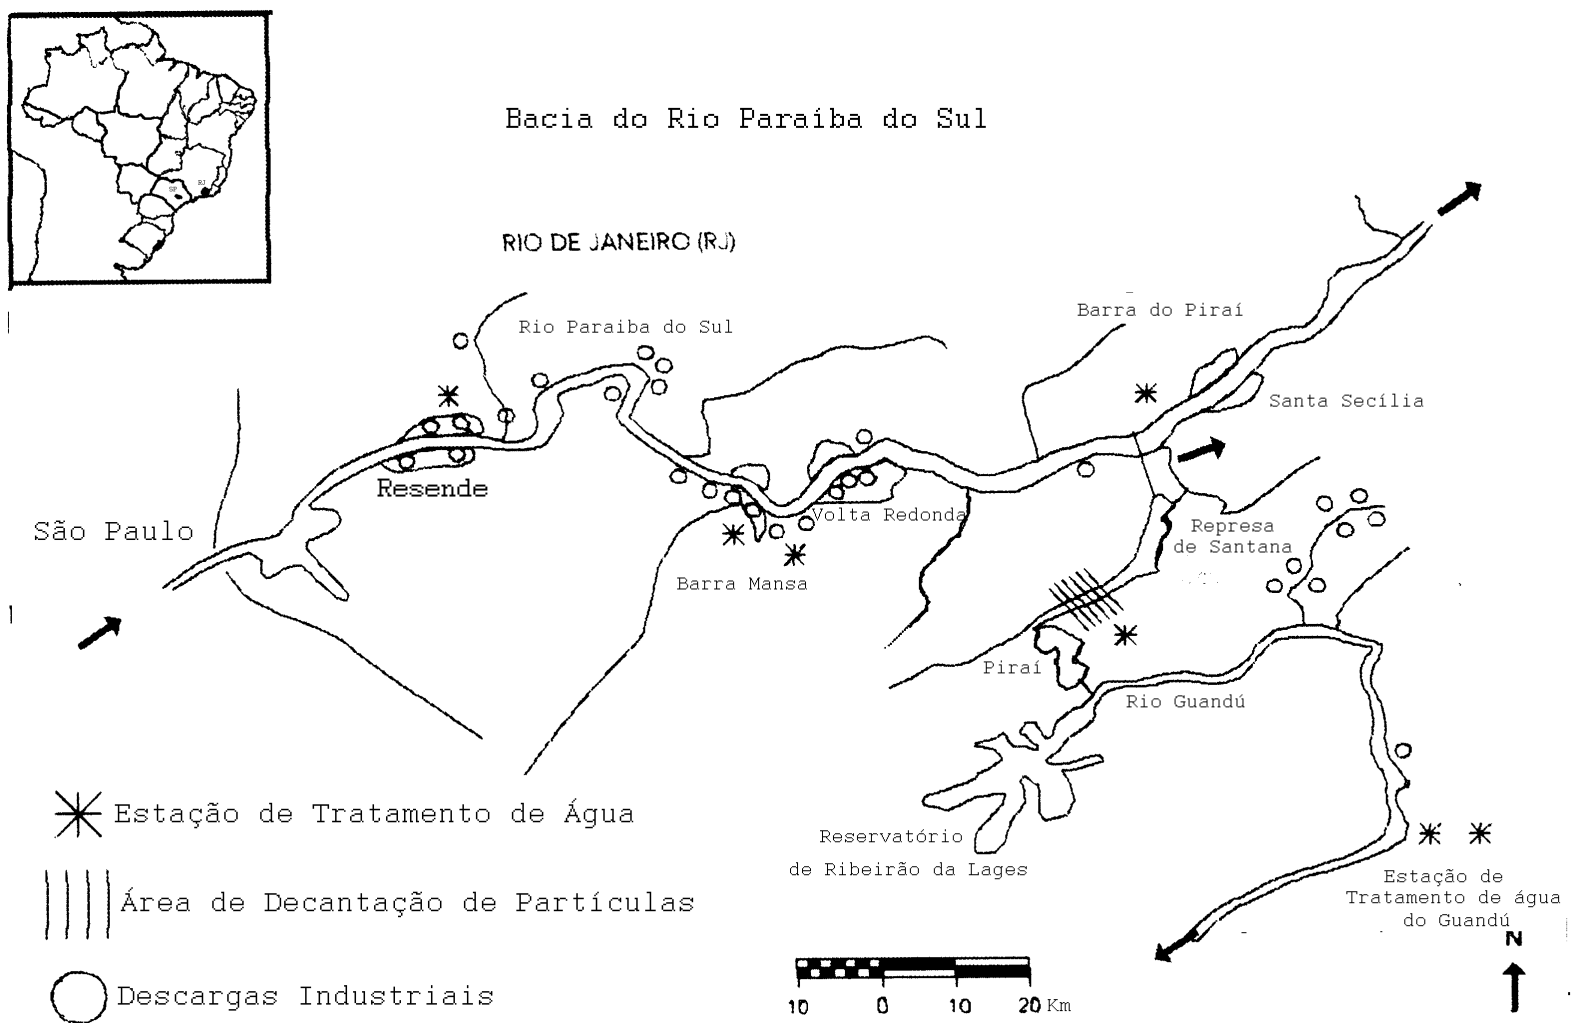 SP
RJ
Bacia do Rio Paraíba do Sul
RIO DE JANEIRO (RJ)
Rio Paraiba do Sul
Barra do Piraí
Santa Secília
Resende
São Paulo
Volta Redonda
Represa
de Santana
Barra Mansa
Piraí
Rio Guandú
Reservatório
de Ribeirão da Lages
Estação de
Tratamento de água
do Guandú
Estação de Tratamento de Água
Área de Decantação de Partículas
Descargas Industriais
10 0 10 20 Km
N